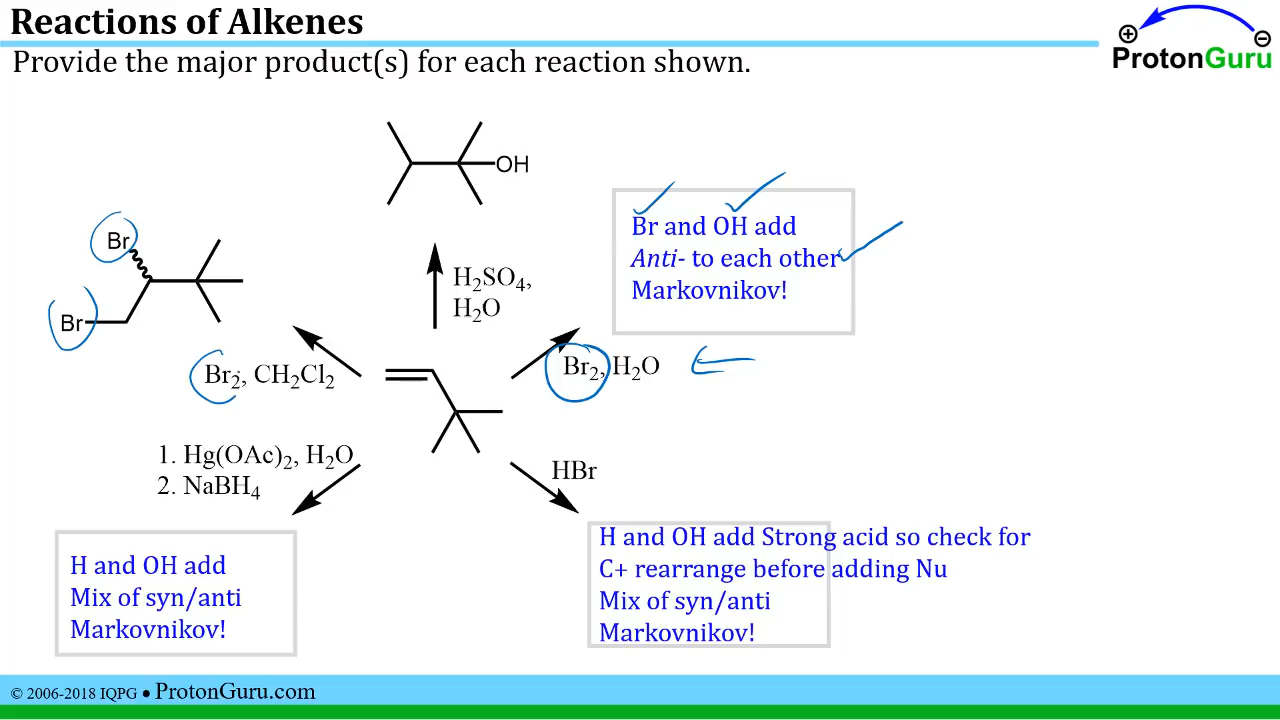 Reactions of Alkenes
Provide the major product(s) for each reaction shown.
⊕ ⊖
ProtonGuru
OH
Br
Br
H₂SO₄,
H₂O
Br and OH add
Anti- to each other
Markovnikov!
Br₂, CH₂Cl₂
Br₂, H₂O
1. Hg(OAc)₂, H₂O
2. NaBH₄
HBr
H and OH add
Mix of syn/anti
Markovnikov!
H and OH add Strong acid so check for
C+ rearrange before adding Nu
Mix of syn/anti
Markovnikov!
© 2006-2018 IQPG ● ProtonGuru.com